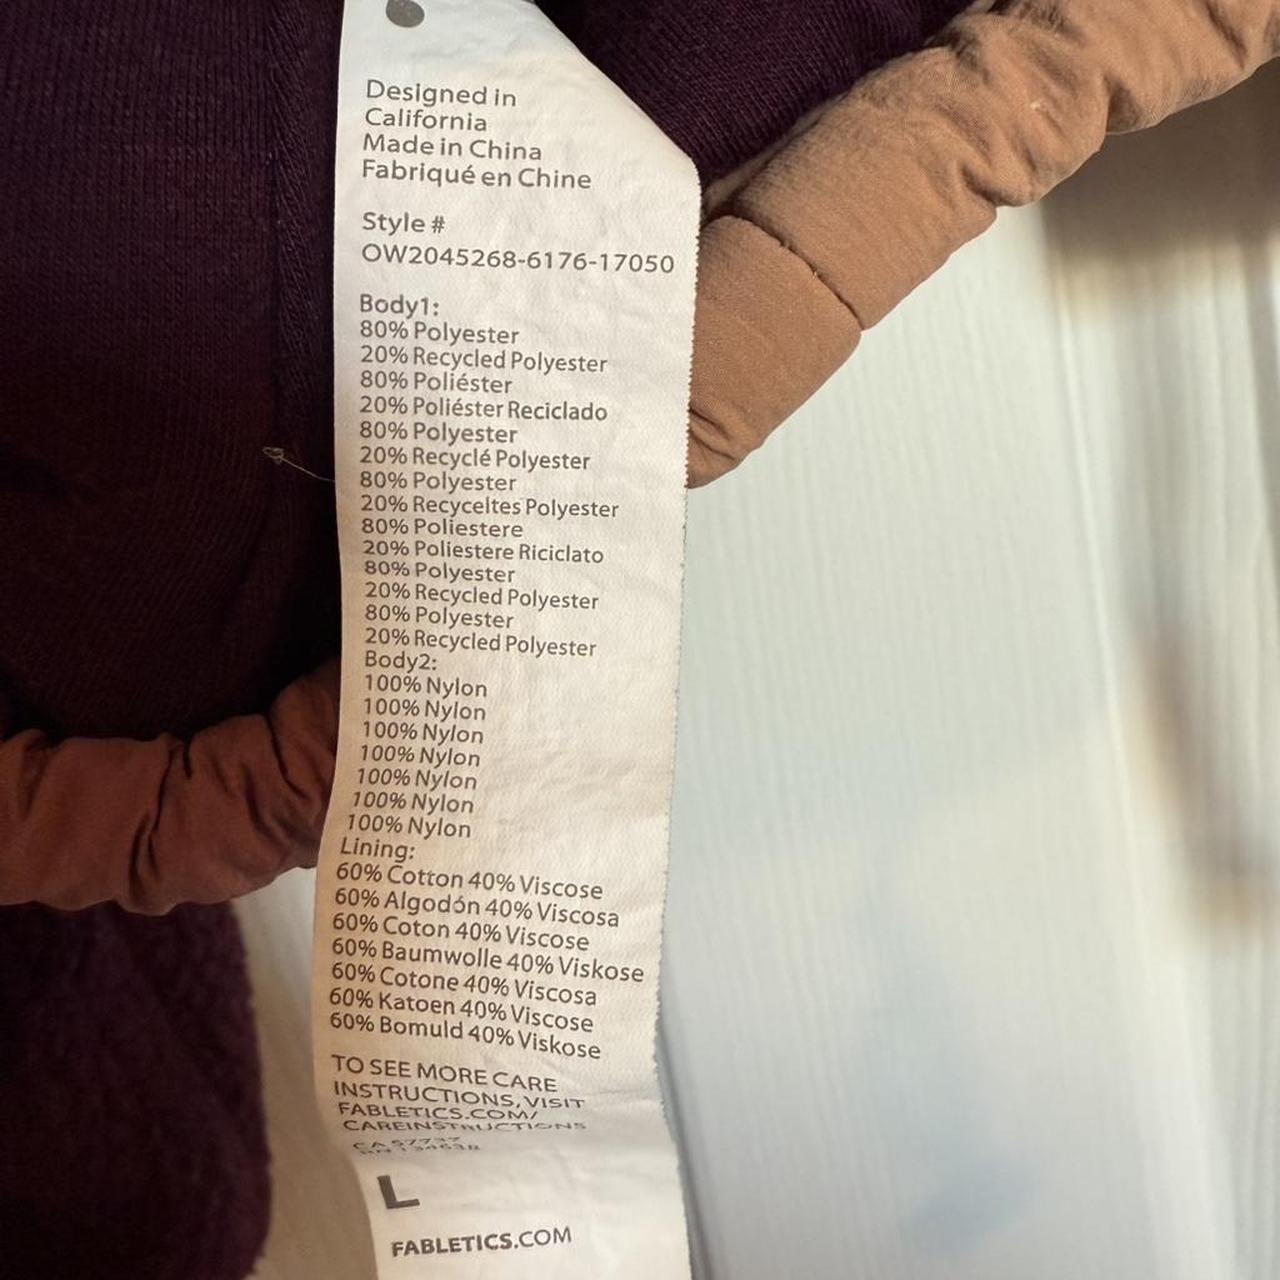 Designed in
California
Made in China
Fabriqué en Chine
Style #
OW2045268-6176-17050
Body1:
80% Polyester
20% Recycled Polyester
80% Poliéster
20% Poliéster Reciclado
80% Polyester
20% Recyclé Polyester
80% Polyester
20% Recyceltes Polyester
80% Poliestere
20% Poliestere Riciclato
80% Polyester
20% Recycled Polyester
80% Polyester
20% Recycled Polyester
Body2:
100% Nylon
100% Nylon
100% Nylon
100% Nylon
100% Nylon
100% Nylon
100% Nylon
Lining:
60% Cotton 40% Viscose
60% Algodón 40% Viscosa
60% Coton 40% Viscose
60% Baumwolle 40% Viskose
60% Cotone 40% Viscosa
60% Katoen 40% Viscose
60% Bomuld 40% Viskose
TO SEE MORE CARE
INSTRUCTIONS, VISIT
FABLETICS.COM/
CAREINSTRUCTIONS
CA
L
FABLETICS.COM